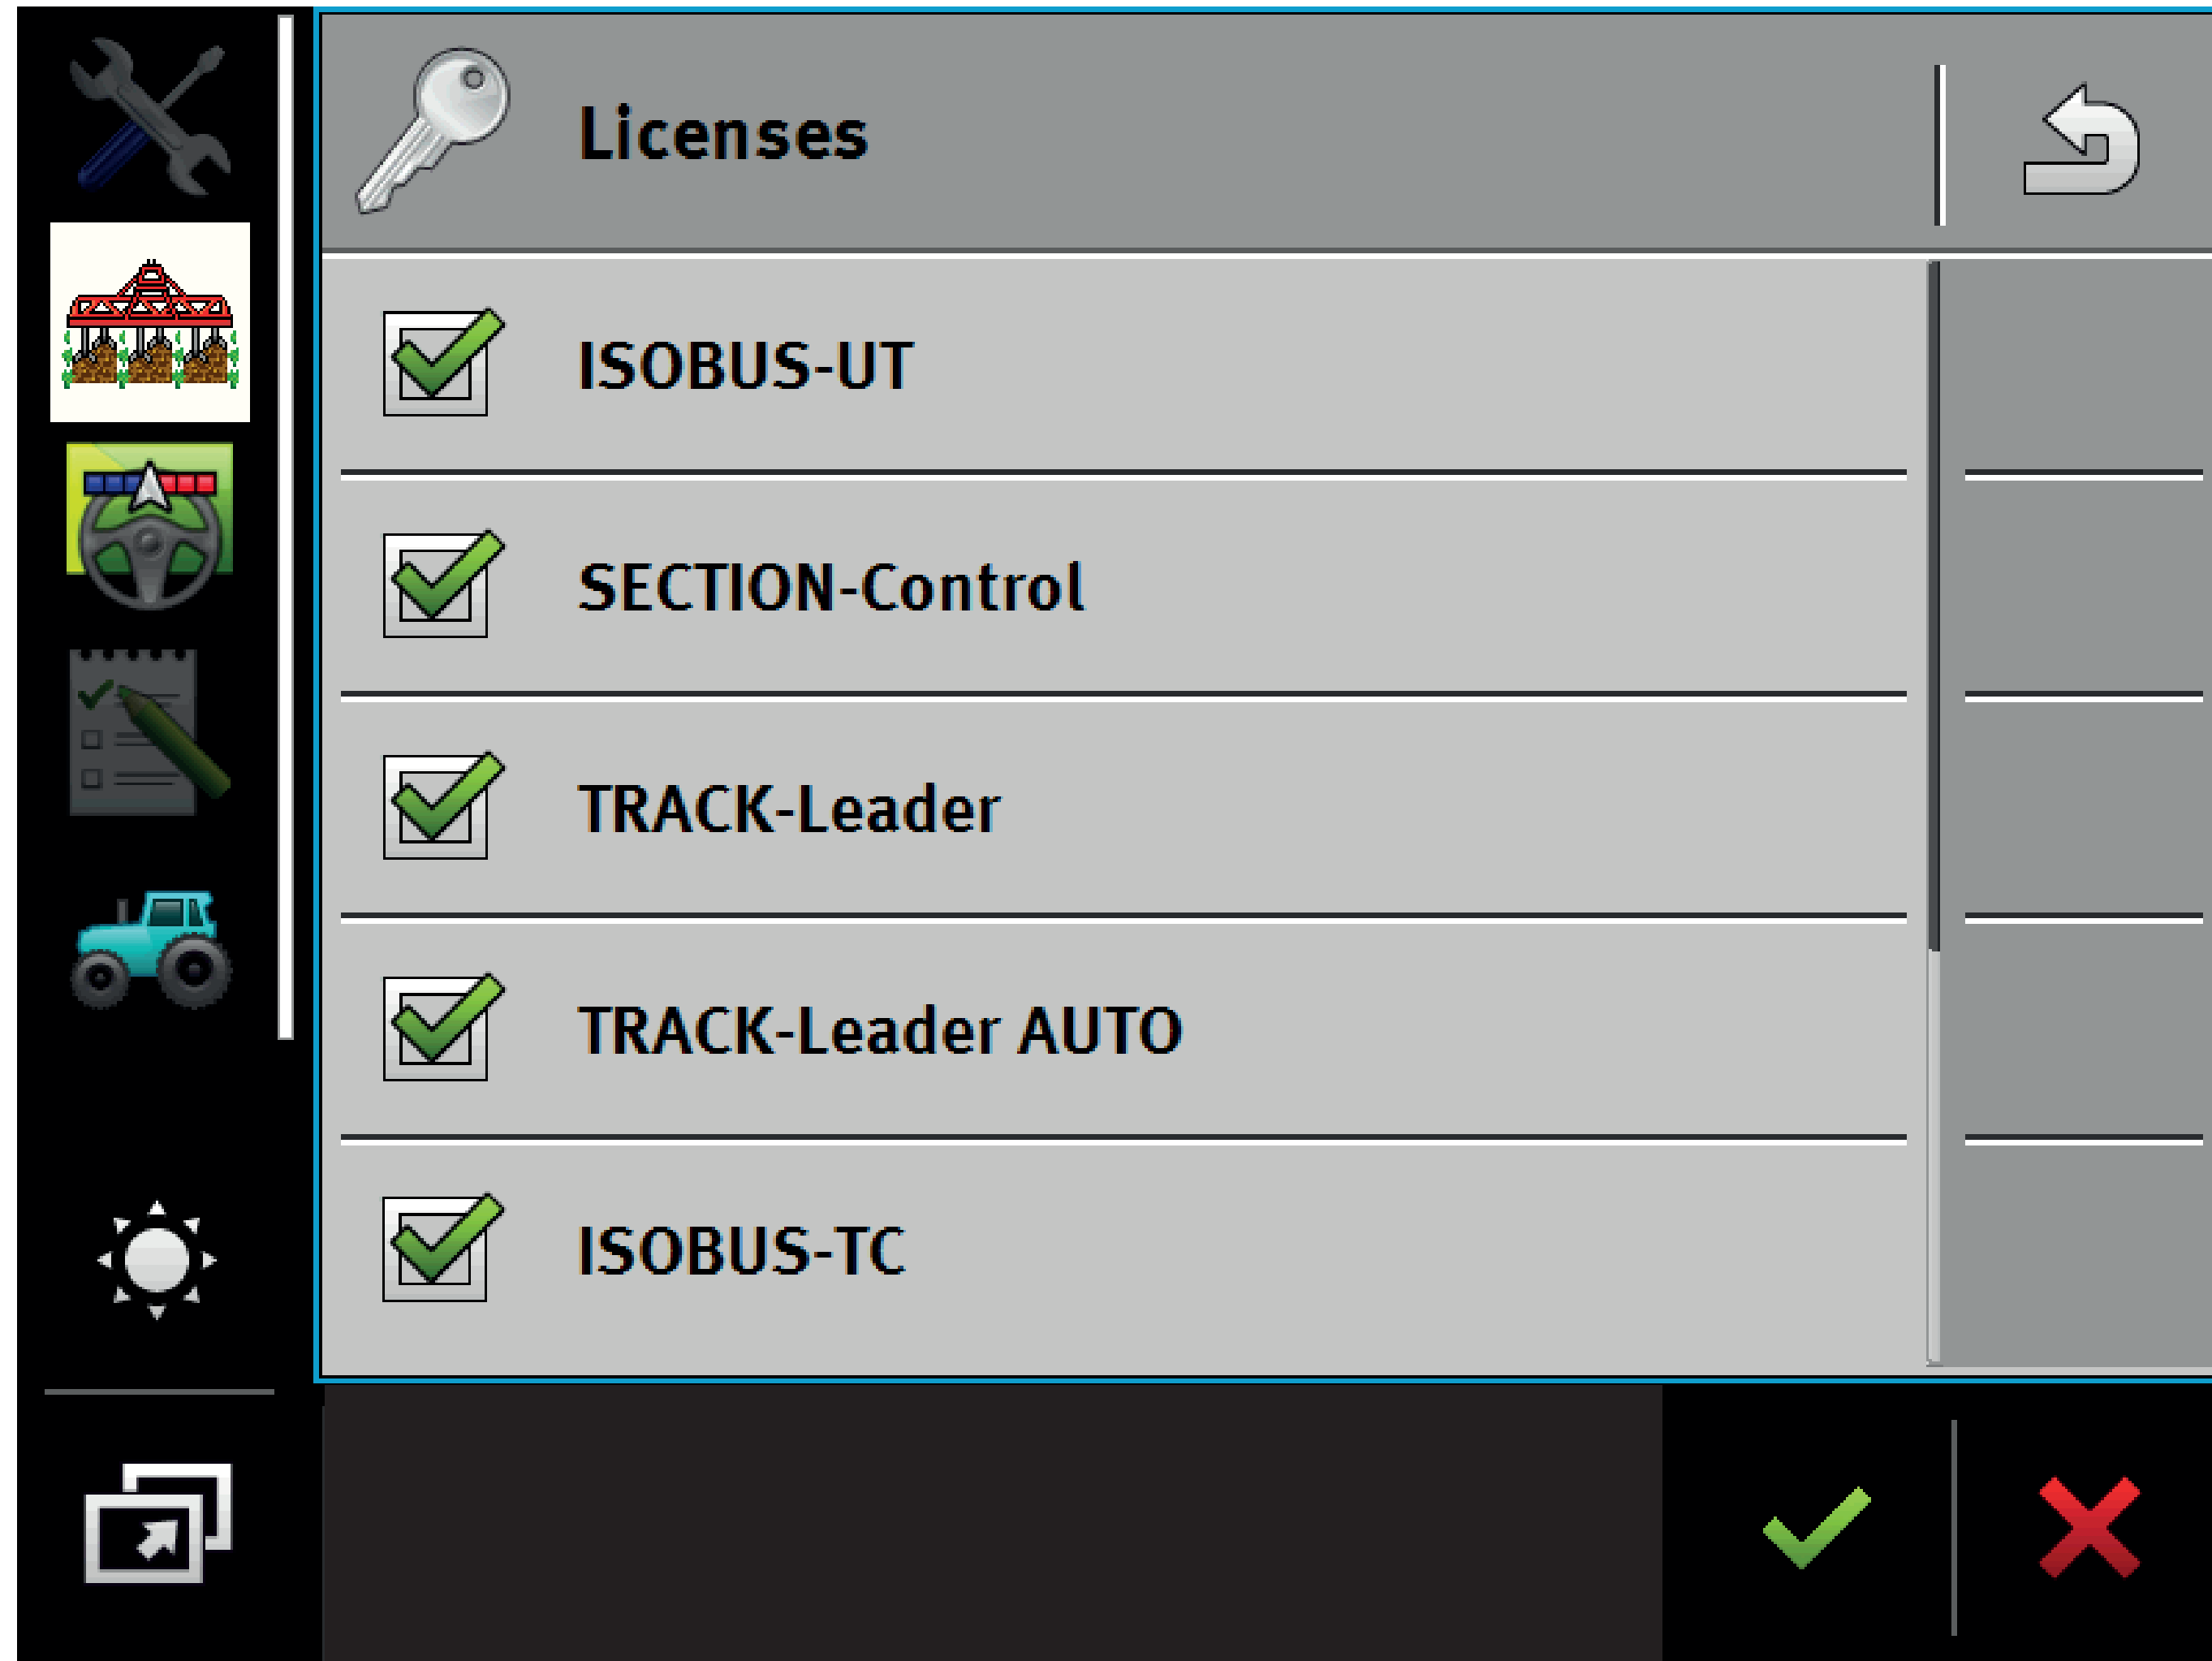 Licenses
ISOBUS-UT
SECTION-Control
TRACK-Leader
TRACK-Leader AUTO
ISOBUS-TC